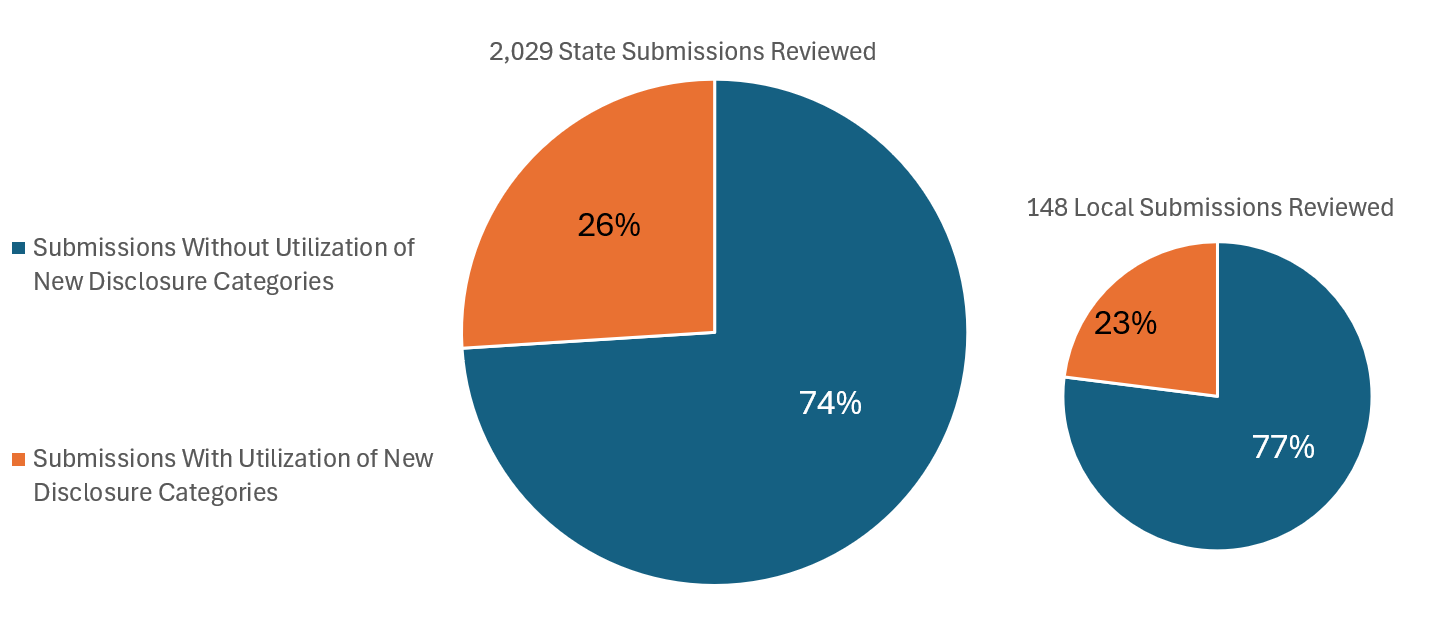 2,029 State Submissions Reviewed
26%
74%
148 Local Submissions Reviewed
23%
77%
Submissions Without Utilization of
New Disclosure Categories
Submissions With Utilization of New
Disclosure Categories